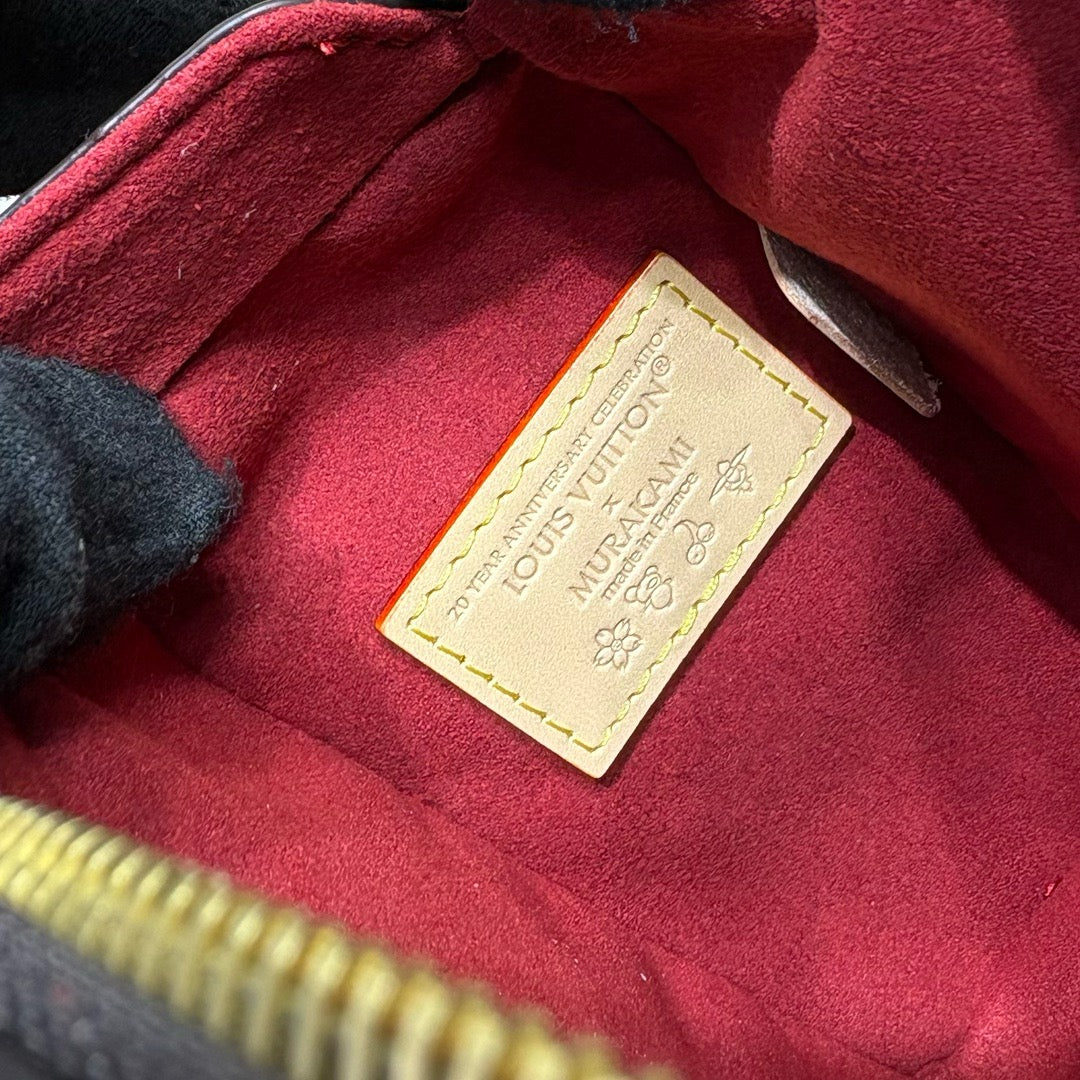 20 YEAR ANNIVERSARY CELEBRATION
LOUIS VUITTON®
×
MURAKAMI
made in France